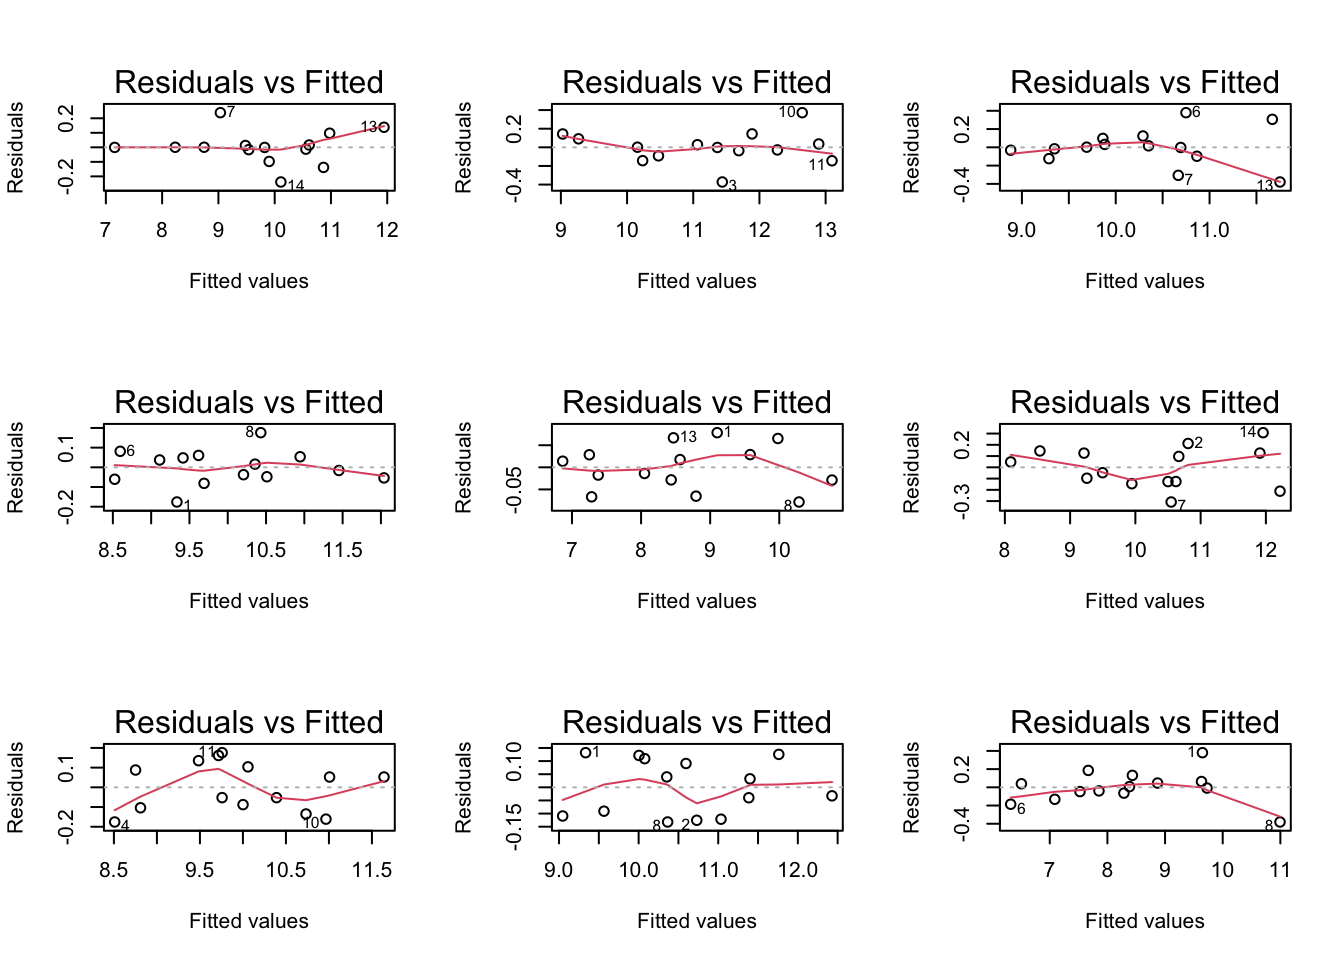 Residuals vs Fitted
Residuals
-0.2 0.2
7
13
14
7 8 9 10 11 12
Fitted values
Residuals vs Fitted
Residuals
-0.4 0.2
10
11
3
9 10 11 12 13
Fitted values
Residuals vs Fitted
Residuals
-0.4 0.2
6
7
13
9.0 10.0 11.0
Fitted values
Residuals vs Fitted
Residuals
-0.2 0.1
8
6
1
8.5 9.5 10.5 11.5
Fitted values
Residuals vs Fitted
Residuals
-0.05
13
1
8
7 8 9 10
Fitted values
Residuals vs Fitted
Residuals
-0.3 0.2
14
2
7
8 9 10 11 12
Fitted values
Residuals vs Fitted
Residuals
-0.2 0.1
11
4
10
8.5 9.5 10.5 11.5
Fitted values
Residuals vs Fitted
Residuals
-0.15 0.10
1
8
2
9.0 10.0 11.0 12.0
Fitted values
Residuals vs Fitted
Residuals
-0.4 0.2
6
8
7 8 9 10 11
Fitted values